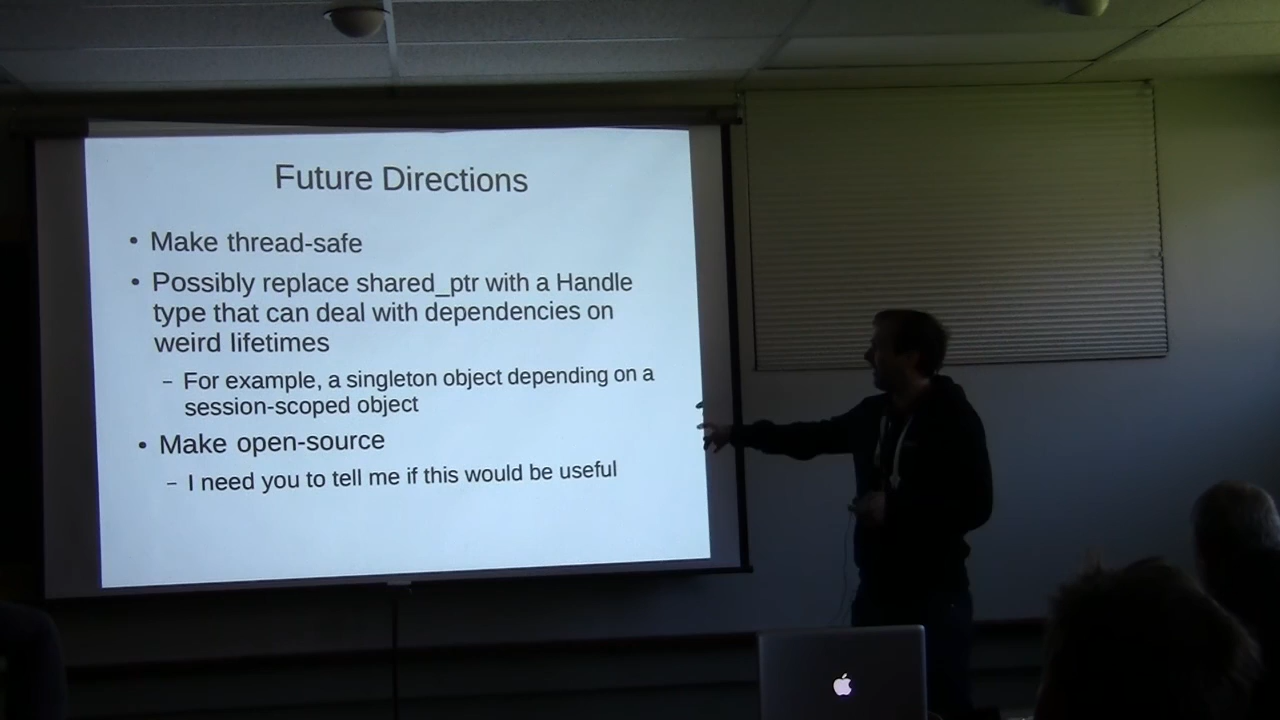 Future Directions
• Make thread-safe
• Possibly replace shared_ptr with a Handle
type that can deal with dependencies on
weird lifetimes
– For example, a singleton object depending on a
session-scoped object
• Make open-source
– I need you to tell me if this would be useful